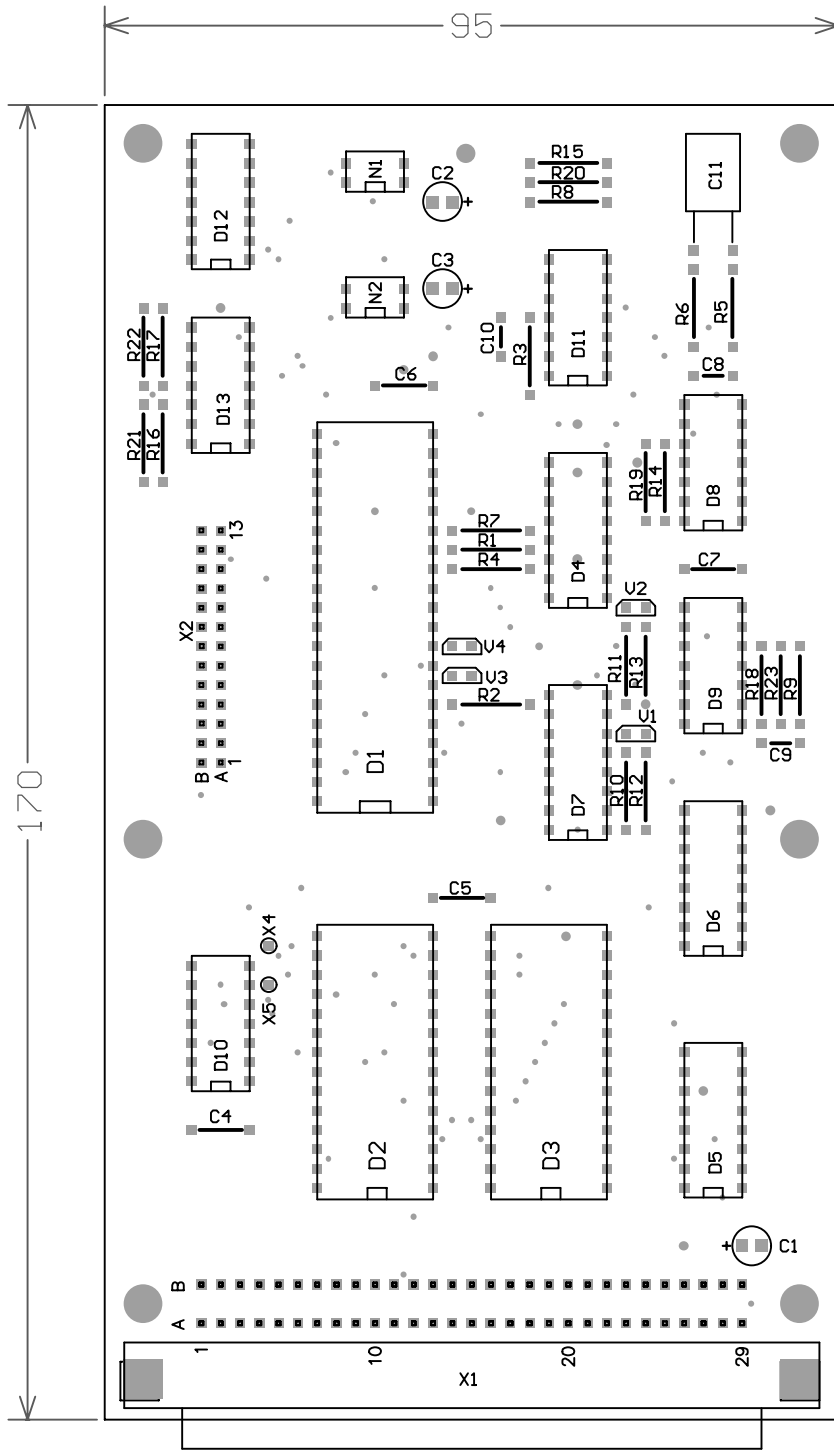 95
170
R15
N1
C2
R20
C11
R8
D12
C3
N2
R6
R5
R22
R17
C10
R3
D11
C6
C8
R21
R16
D13
R19
R14
D8
13
R7
R1
R4
D4
C7
X2
V2
V4
V3
R11
R13
R18
R23
R9
D9
R2
V1
B
A
1
D1
C9
R10
R12
D7
C5
X4
D6
X5
D10
C4
D2
D3
D5
C1
B
A
1
10
20
29
X1